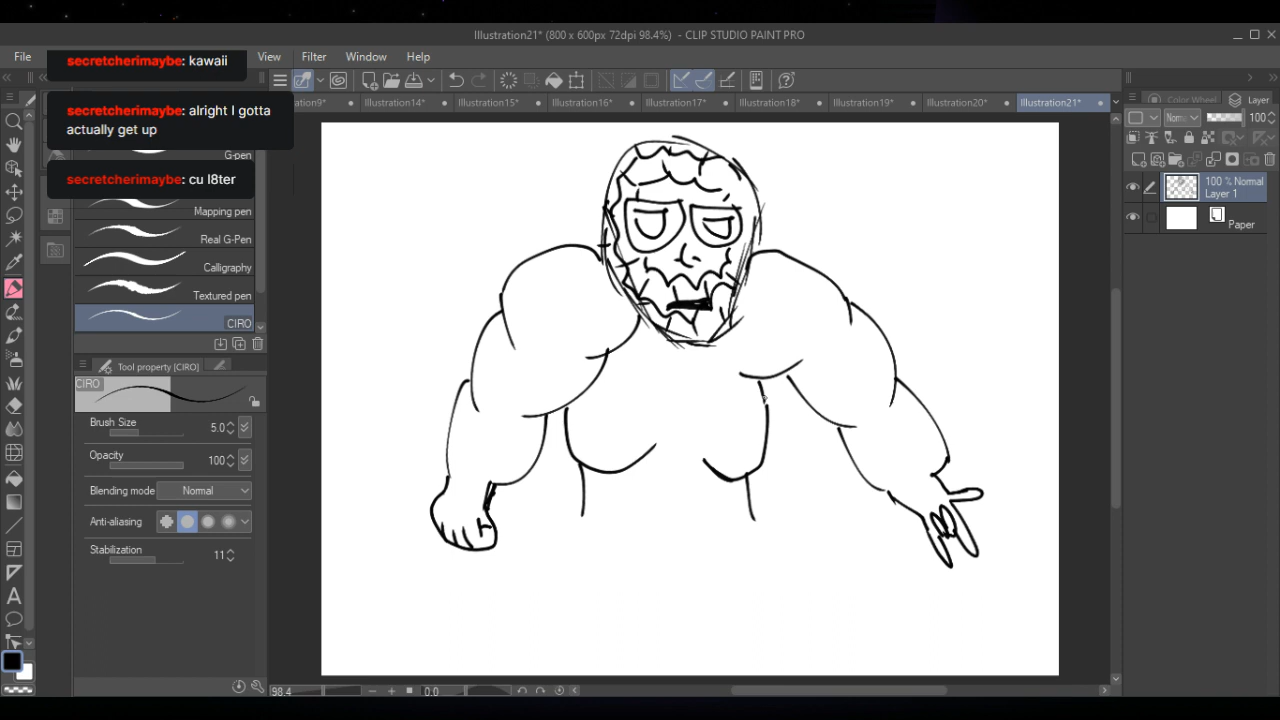 Illustration21* (800 x 600px 72dpi 98.4%) - CLIP STUDIO PAINT PRO
File
View
Filter
Window
Help
secretcherimaybe: kawaii
secretcherimaybe: alright I gotta
actually get up
secretcherimaybe: cu l8ter
Illustration14*
Illustration15*
Illustration16*
Illustration17*
Illustration18*
Illustration19*
Illustration20*
Illustration21*
G-pen
Mapping pen
Real G-Pen
Calligraphy
Textured pen
CIRO
Tool property [CIRO]
CIRO
Brush Size
5.0
Opacity
100
Blending mode
Normal
Anti-aliasing
Stabilization
11
Color Wheel
Layer
100
100 % Normal
Layer 1
Paper
98.4
0.0